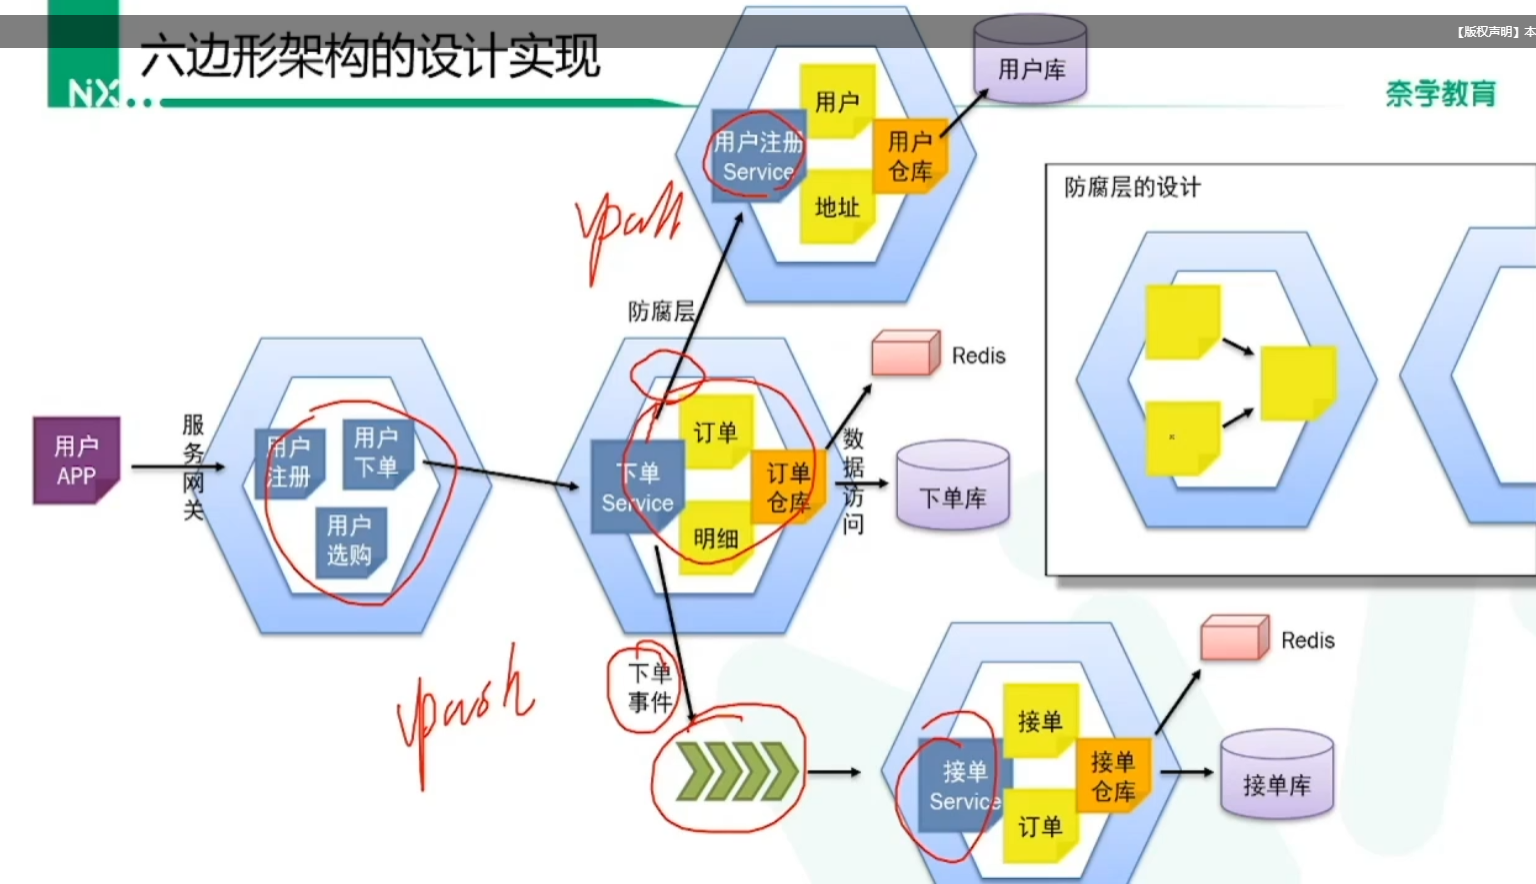 【版权声明】本
六边形架构的设计实现
NX
奈学教育
用户
用户注册
Service
用户
仓库
地址
用户库
防腐层的设计
防腐层
Redis
服
务
网
关
用户
APP
用户
注册
用户
下单
用户
选购
下单
Service
订单
订单
仓库
明细
数
据
访
问
下单库
下单
事件
接单
Service
接单
接单
仓库
订单
Redis
接单库